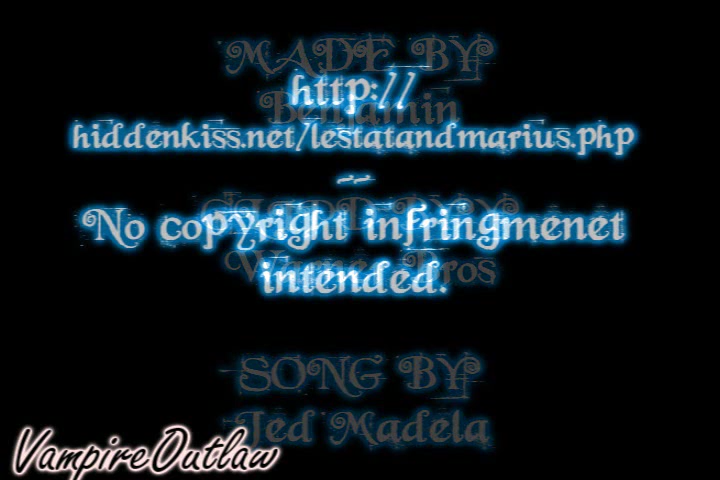 MADE BY
http://
Benjamin
hiddenkiss.net/lestatandmarius.php
~~
No copyright infringmenet
Warner Bros
intended.
SONG BY
Jed Madela
VampireOutlaw